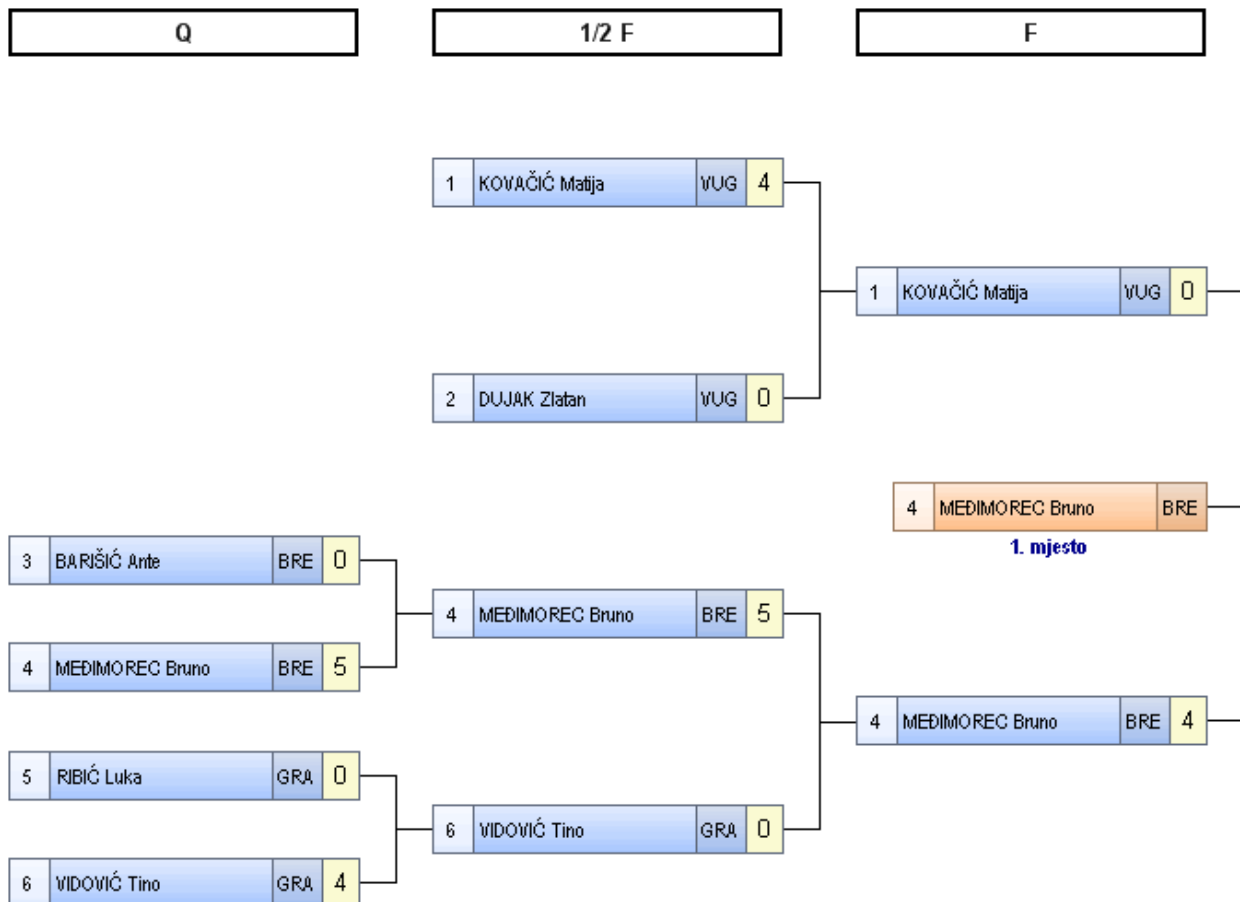 Q 1/2 F F
1 KOVAČIĆ Matija VUG 4
1 KOVAČIĆ Matija VUG 0
2 DUJAK Zlatan VUG 0
4 MEĐIMOREC Bruno BRE
1. mjesto
3 BARIŠIĆ Ante BRE 0
4 MEĐIMOREC Bruno BRE 5
4 MEĐIMOREC Bruno BRE 5
4 MEĐIMOREC Bruno BRE 4
5 RIBIĆ Luka GRA 0
6 VIDOVIĆ Tino GRA 0
6 VIDOVIĆ Tino GRA 4